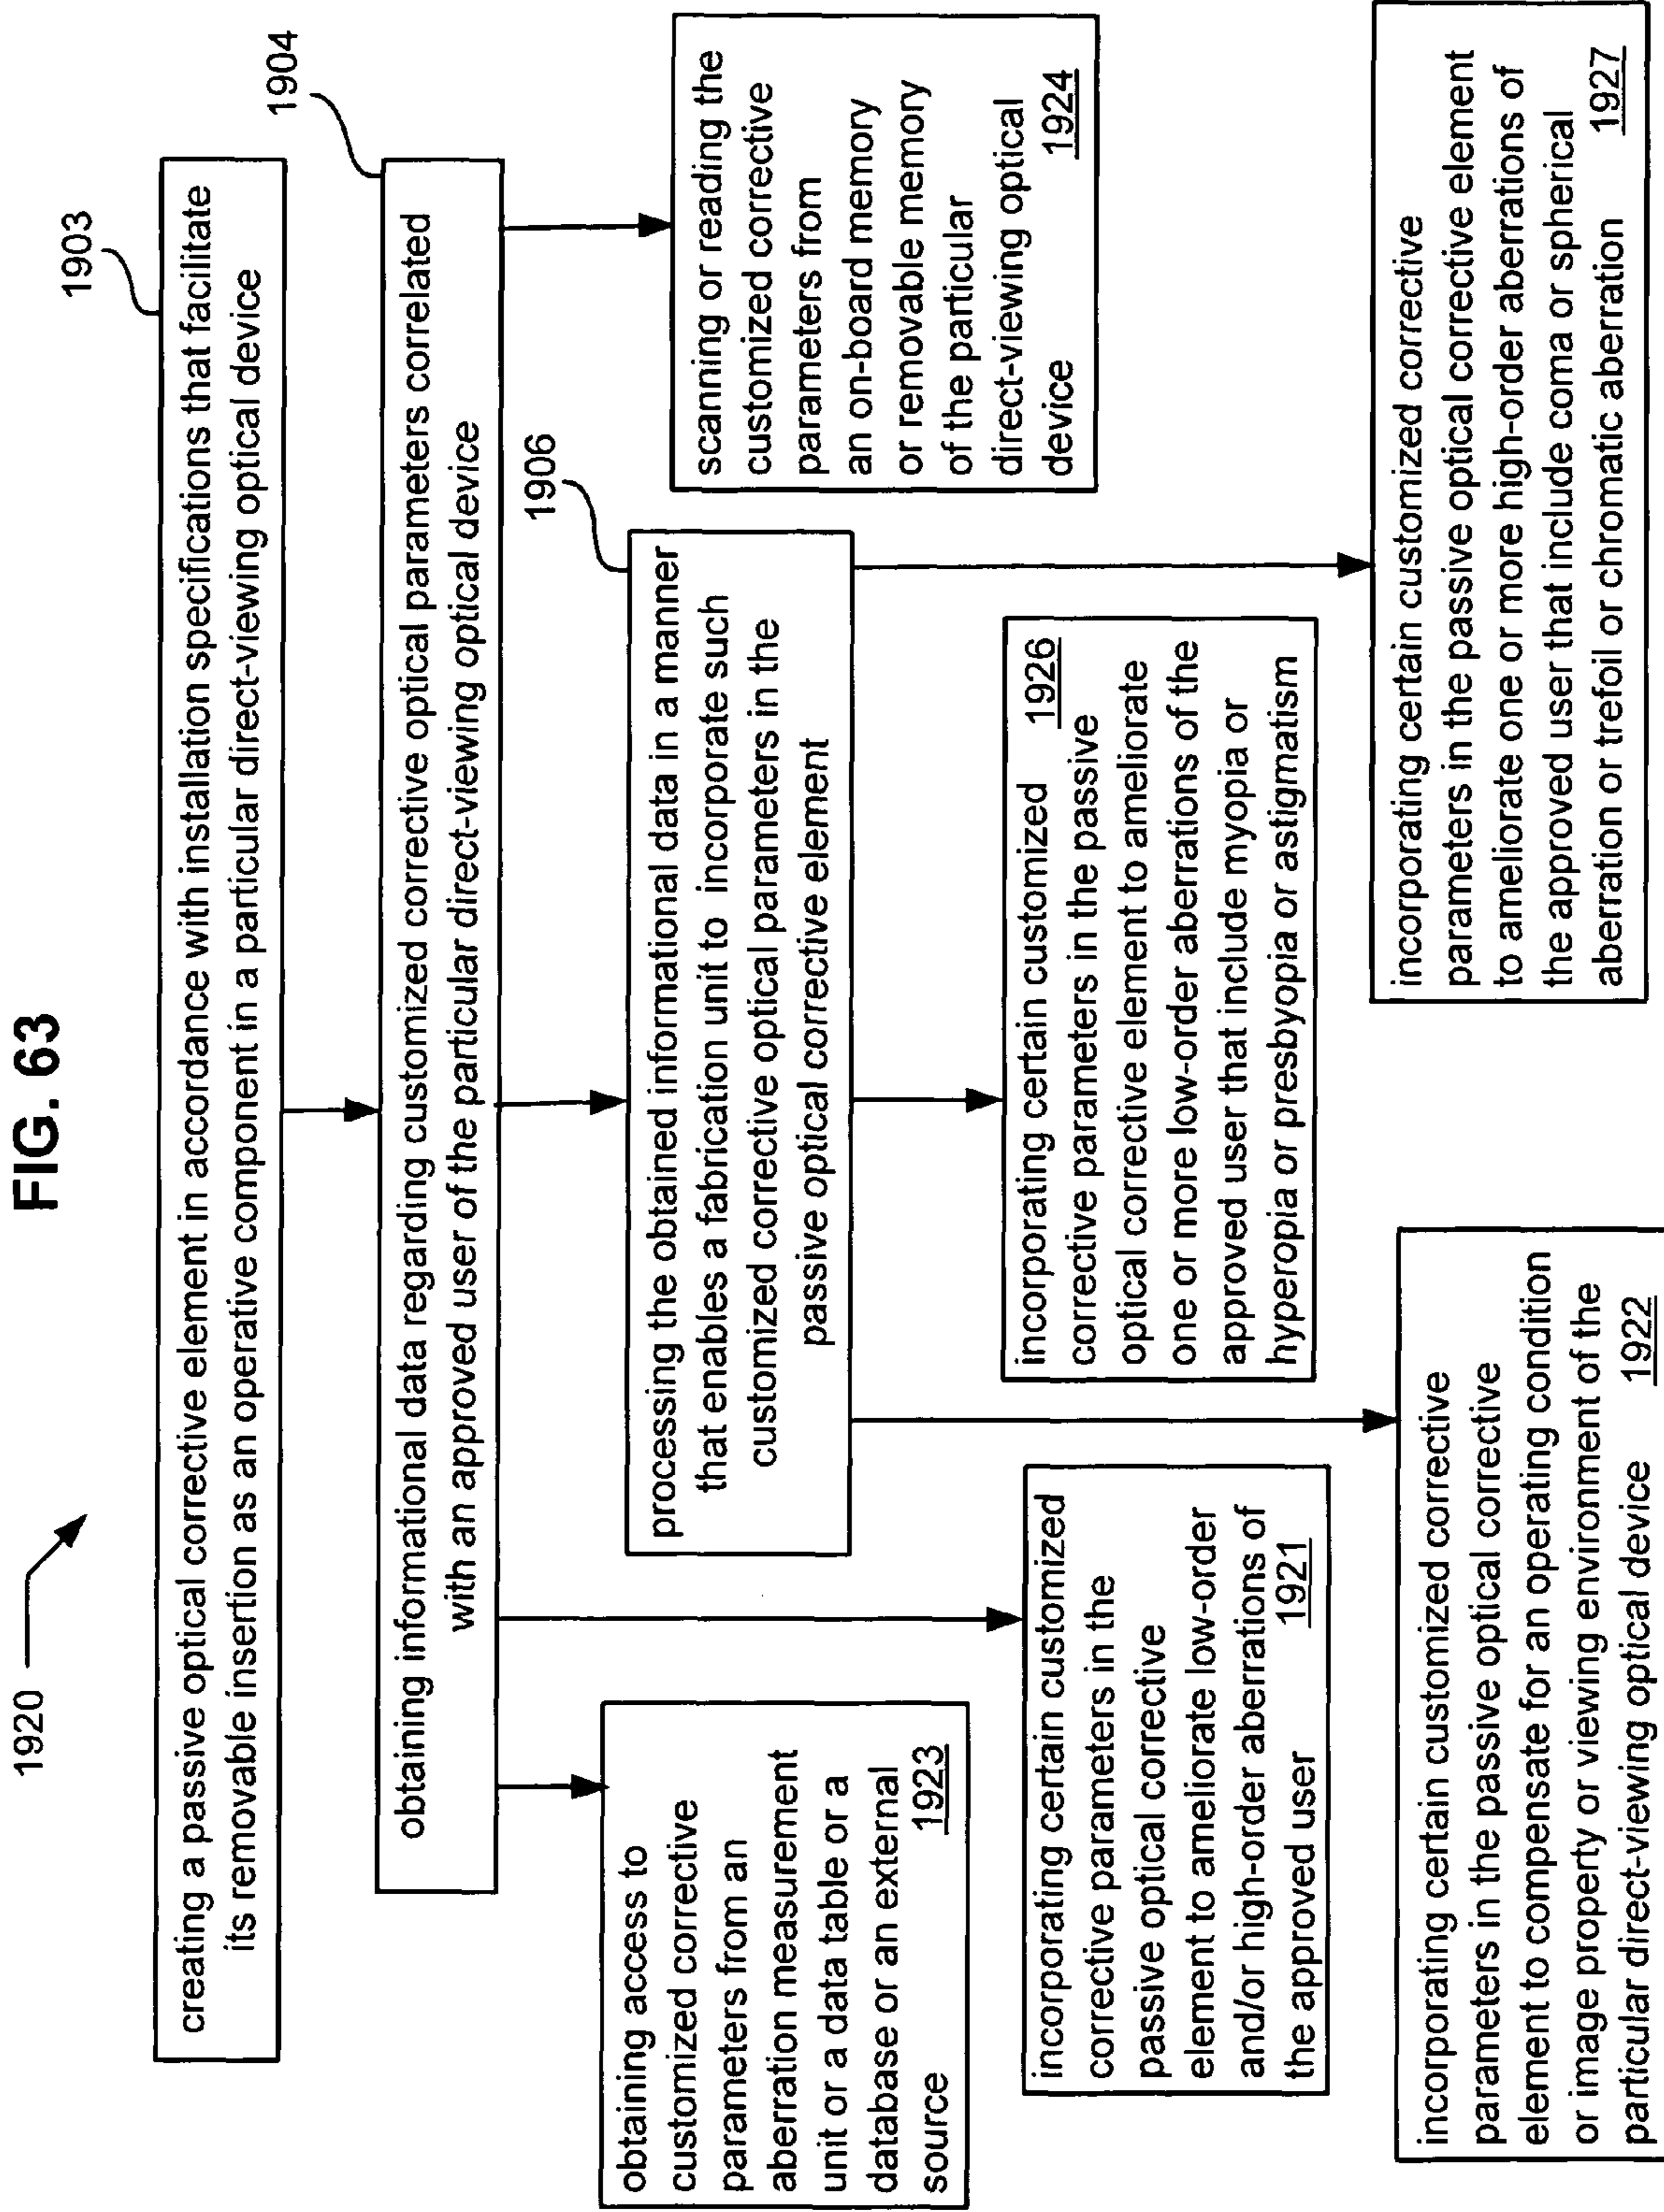 FIG. 63
1920
1903
creating a passive optical corrective element in accordance with installation specifications that facilitate
its removable insertion as an operative component in a particular direct-viewing optical device
1904
obtaining informational data regarding customized corrective optical parameters correlated
with an approved user of the particular direct-viewing optical device
1906
processing the obtained informational data in a manner
that enables a fabrication unit to incorporate such
customized corrective optical parameters in the
passive optical corrective element
obtaining access to
customized corrective
parameters from an
aberration measurement
unit or a data table or a
database or an external
source 1923
scanning or reading the
customized corrective
parameters from
an on-board memory
or removable memory
of the particular
direct-viewing optical
device 1924
incorporating certain customized
corrective parameters in the
passive optical corrective
element to ameliorate low-order
and/or high-order aberrations of
the approved user 1921
incorporating certain customized 1926
corrective parameters in the passive
optical corrective element to ameliorate
one or more low-order aberrations of the
approved user that include myopia or
hyperopia or presbyopia or astigmatism
incorporating certain customized corrective
parameters in the passive optical corrective
element to compensate for an operating condition
or image property or viewing environment of the
particular direct-viewing optical device 1922
incorporating certain customized corrective
parameters in the passive optical corrective element
to ameliorate one or more high-order aberrations of
the approved user that include coma or spherical
aberration or trefoil or chromatic aberration 1927